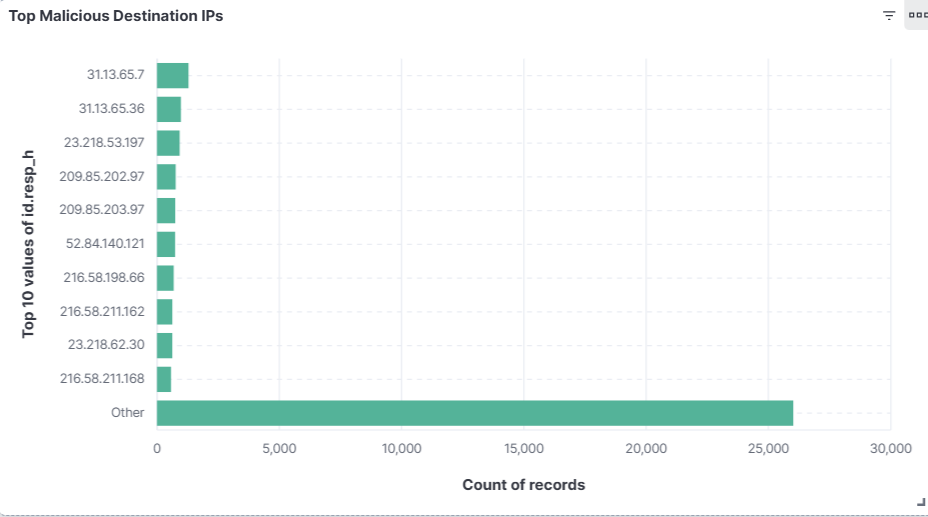 Top Malicious Destination IPs
Top 10 values of id.resp_h
31.13.65.7
31.13.65.36
23.218.53.197
209.85.202.97
209.85.203.97
52.84.140.121
216.58.198.66
216.58.211.162
23.218.62.30
216.58.211.168
Other
0 5,000 10,000 15,000 20,000 25,000 30,000
Count of records